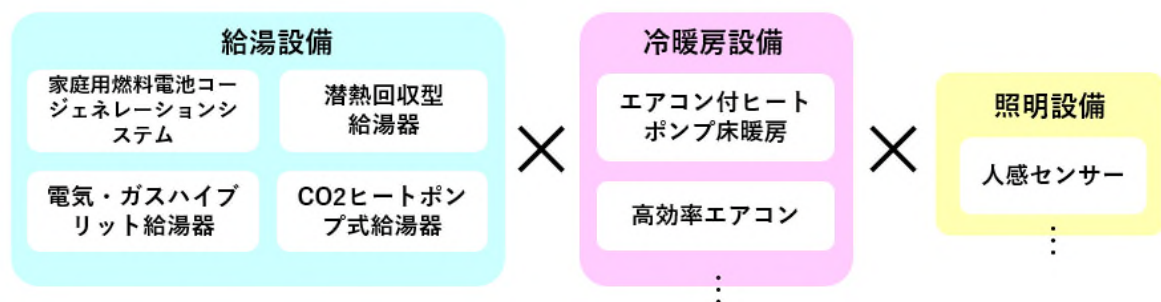 給湯設備
家庭用燃料電池コー
ジェネレーションシ
ステム
潜熱回収型
給湯器
電気・ガスハイブ
リット給湯器
CO2ヒートポン
プ式給湯器
×
冷暖房設備
エアコン付ヒート
ポンプ床暖房
高効率エアコン
⋮
×
照明設備
人感センサー
⋮